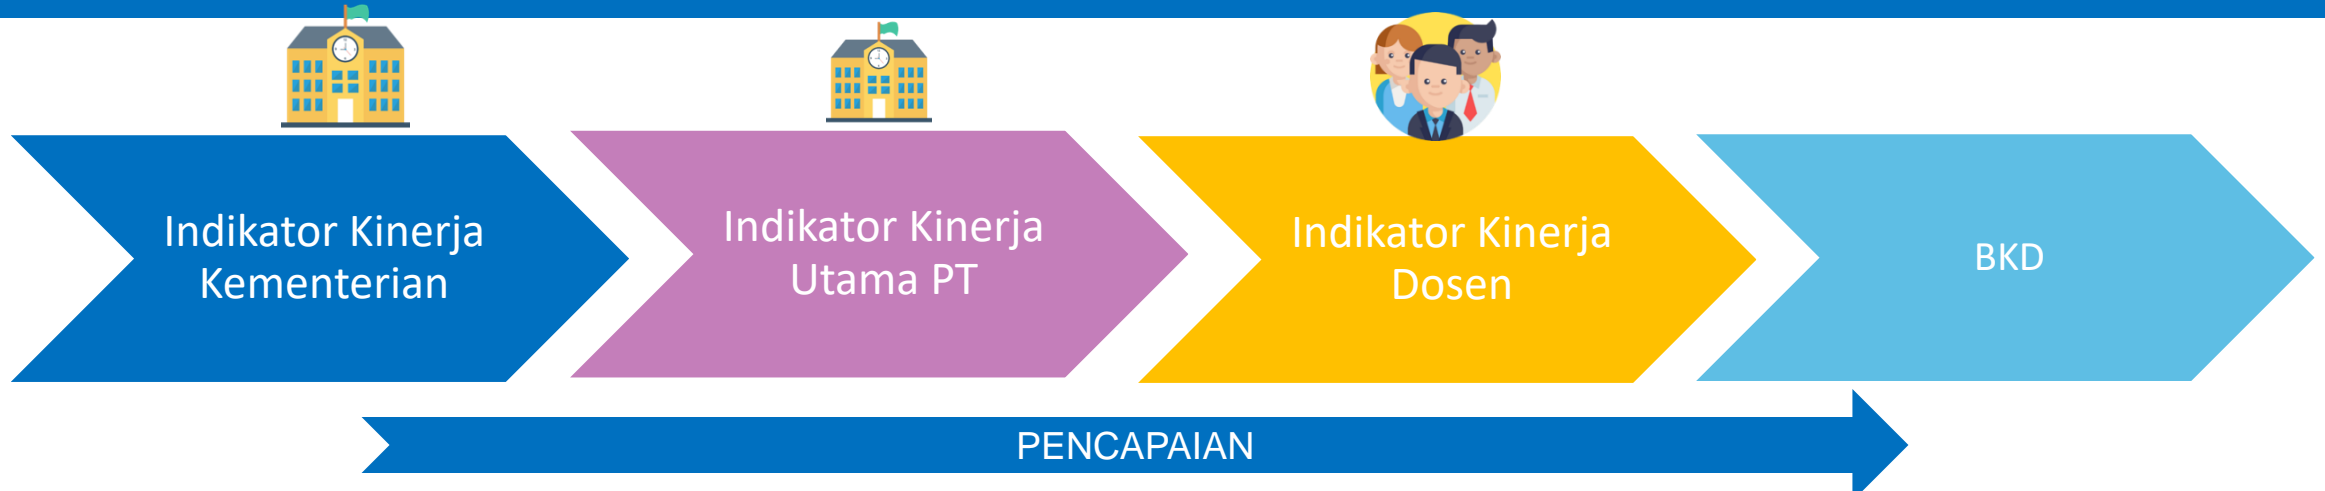 Indikator Kinerja
Kementerian
Indikator Kinerja
Utama PT
Indikator Kinerja
Dosen
BKD
PENCAPAIAN